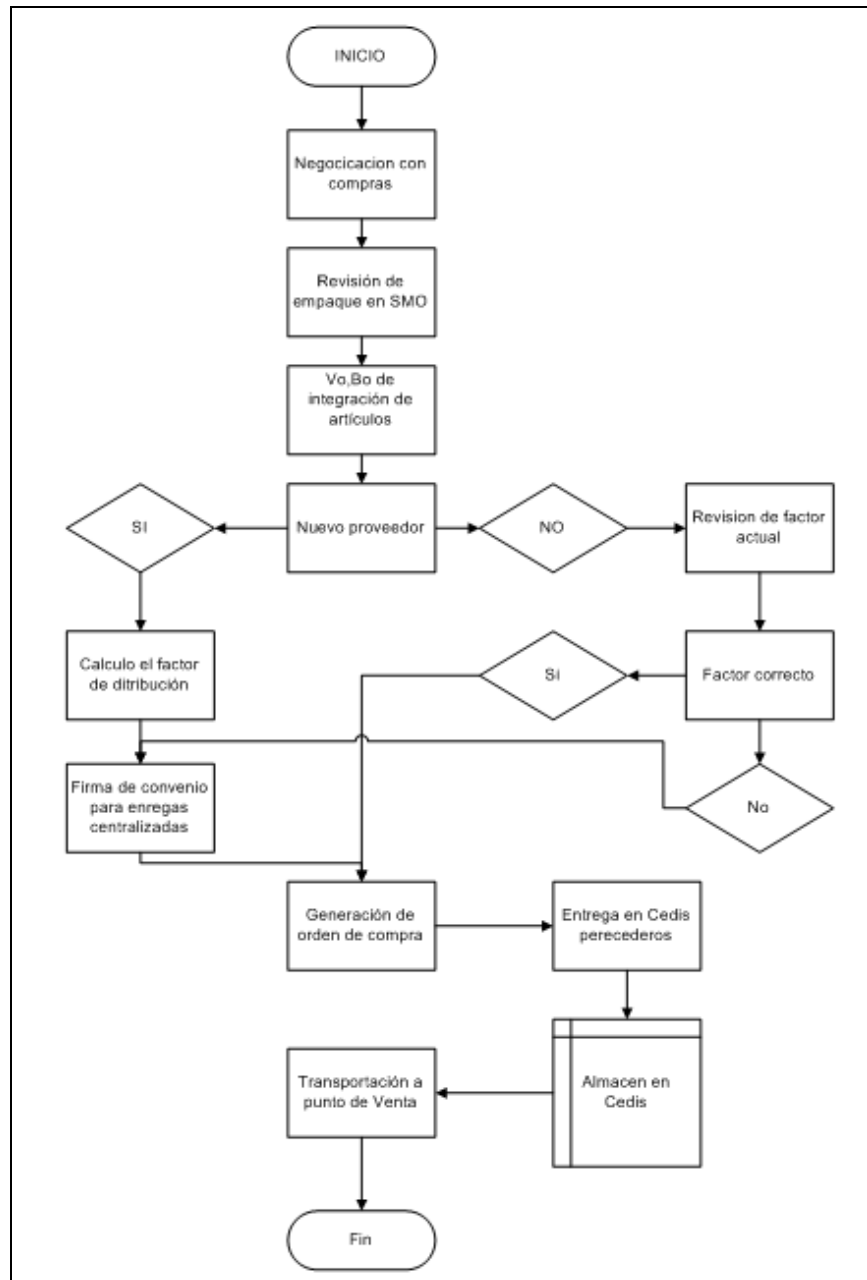 INICIO
Negocicacion con
compras
Revisión de
empaque en SMO
Vo,Bo de
integración de
artículos
SI
Nuevo proveedor
NO
Revision de factor
actual
Calculo el factor
de ditribución
Si
Factor correcto
Firma de convenio
para enregas
centralizadas
No
Generación de
orden de compra
Entrega en Cedis
perecederos
Transportación a
punto de Venta
Almacen en
Cedis
Fin